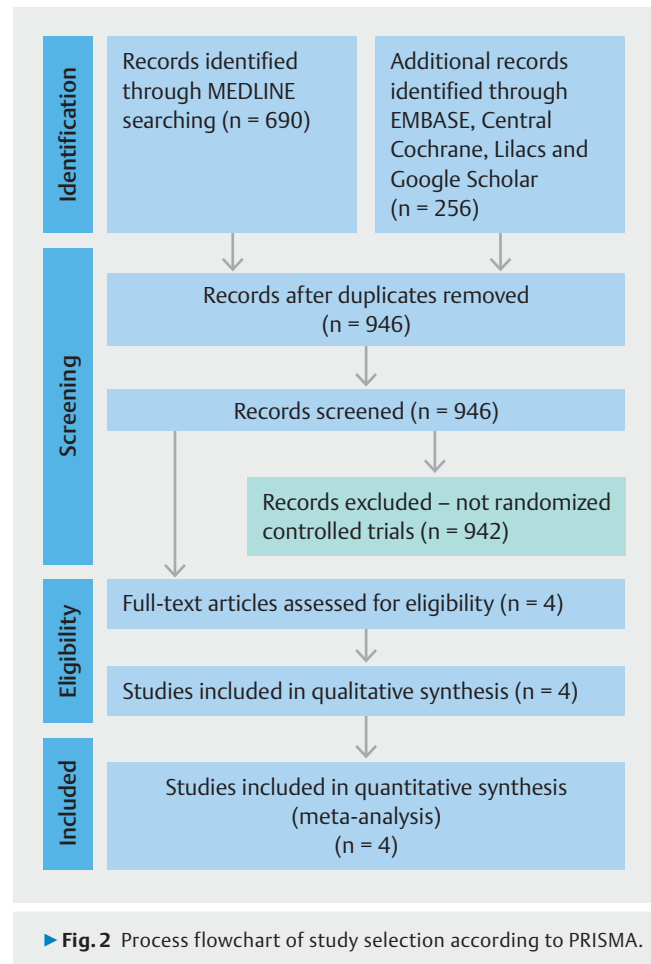 Identification
Records identified
through MEDLINE
searching (n = 690)
Additional records
identified through
EMBASE, Central
Cochrane, Lilacs and
Google Scholar
(n = 256)
Screening
Records after duplicates removed
(n = 946)
Records screened (n = 946)
Records excluded – not randomized
controlled trials (n = 942)
Eligibility
Full-text articles assessed for eligibility (n = 4)
Studies included in qualitative synthesis (n = 4)
Included
Studies included in quantitative synthesis
(meta-analysis)
(n = 4)
▶ Fig. 2 Process flowchart of study selection according to PRISMA.